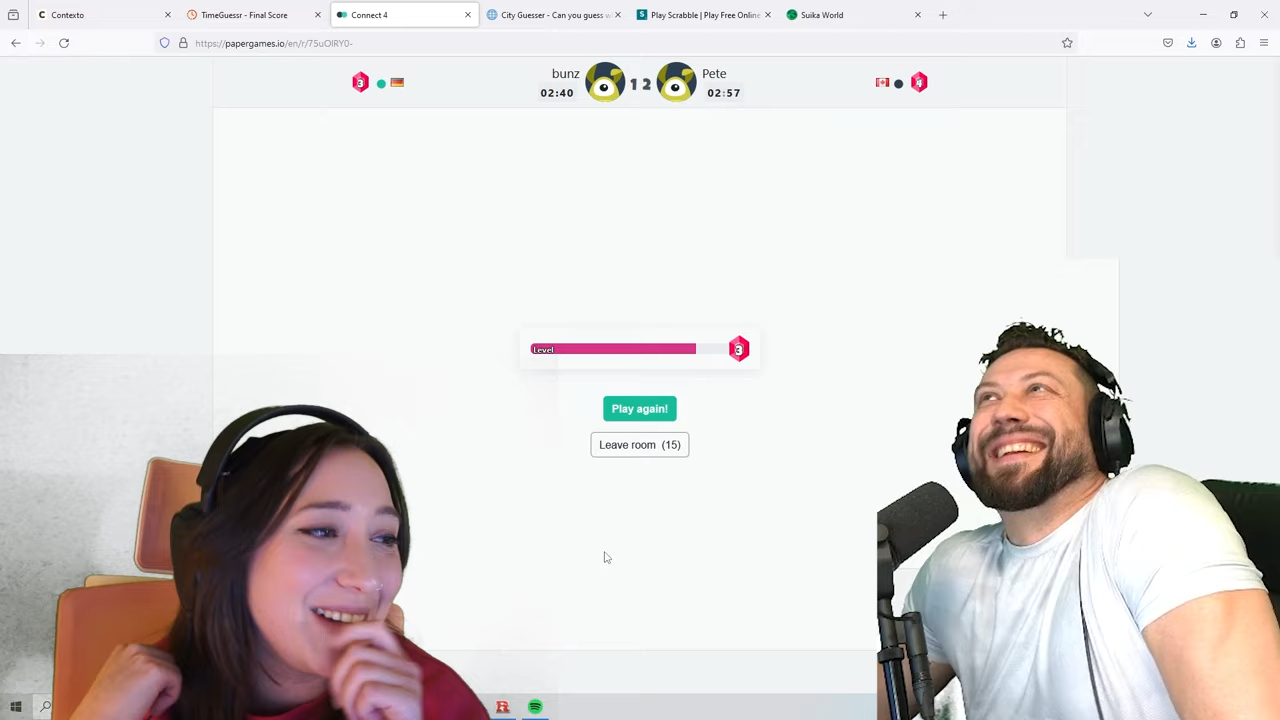 Contexto
TimeGuessr - Final Score
Connect 4
City Guesser - Can you guess w
Play Scrabble | Play Free Online
Suika World
https://papergames.io/en/r/75uOIRY0-
3
bunz
02:40
1 2
Pete
02:57
4
Level
3
Play again!
Leave room (15)